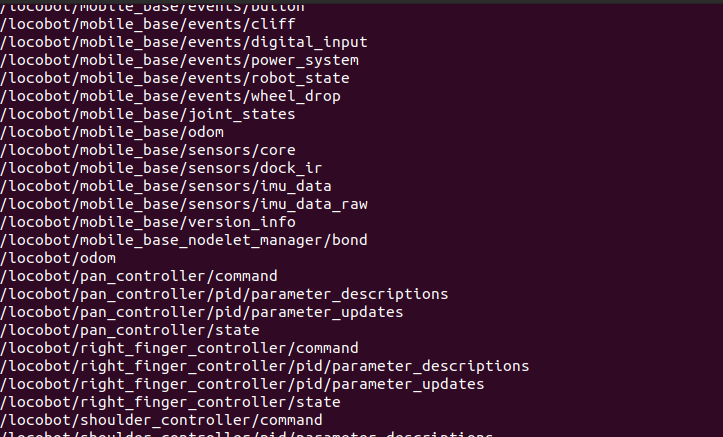 /locobot/mobile_base/events/button
/locobot/mobile_base/events/cliff
/locobot/mobile_base/events/digital_input
/locobot/mobile_base/events/power_system
/locobot/mobile_base/events/robot_state
/locobot/mobile_base/events/wheel_drop
/locobot/mobile_base/joint_states
/locobot/mobile_base/odom
/locobot/mobile_base/sensors/core
/locobot/mobile_base/sensors/dock_ir
/locobot/mobile_base/sensors/imu_data
/locobot/mobile_base/sensors/imu_data_raw
/locobot/mobile_base/version_info
/locobot/mobile_base_nodelet_manager/bond
/locobot/odom
/locobot/pan_controller/command
/locobot/pan_controller/pid/parameter_descriptions
/locobot/pan_controller/pid/parameter_updates
/locobot/pan_controller/state
/locobot/right_finger_controller/command
/locobot/right_finger_controller/pid/parameter_descriptions
/locobot/right_finger_controller/pid/parameter_updates
/locobot/right_finger_controller/state
/locobot/shoulder_controller/command
/locobot/shoulder_controller/pid/parameter_descriptions